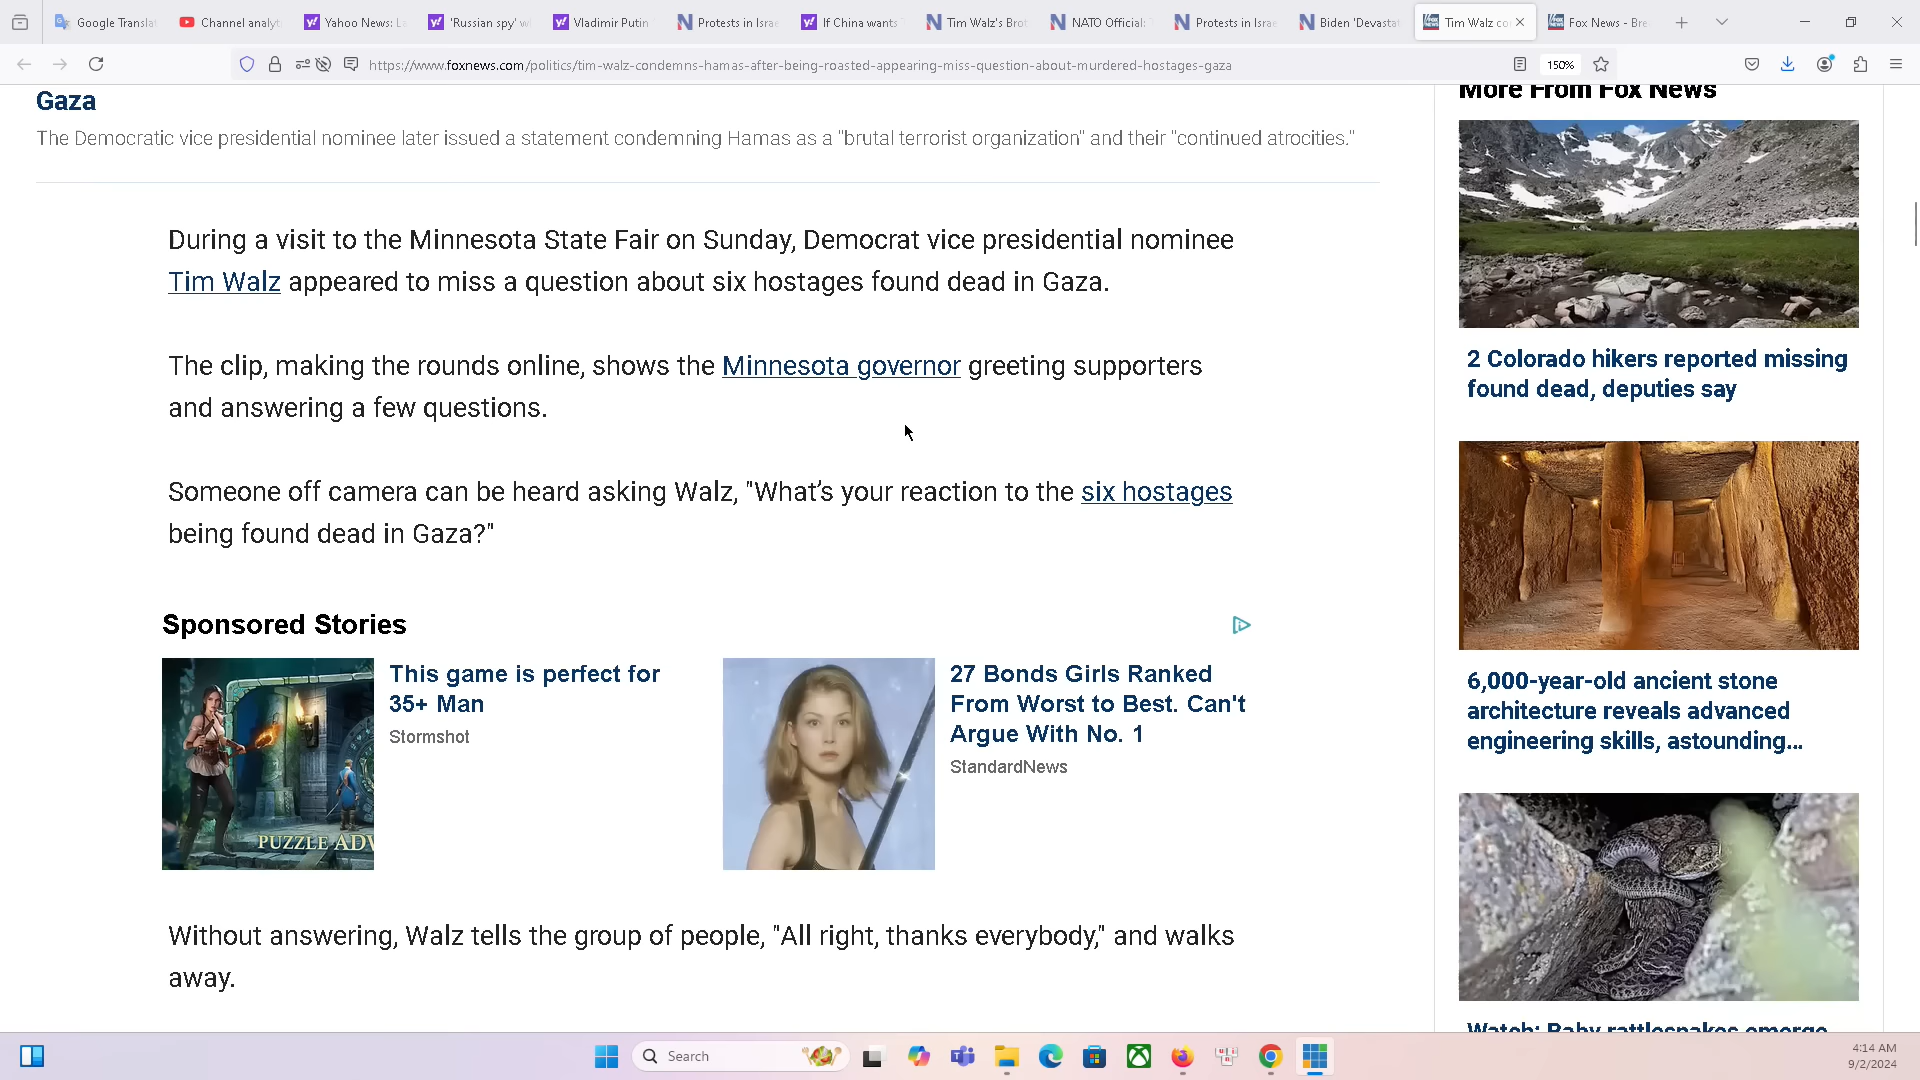 Google Transla
Channel analyt
Yahoo News: La
'Russian spy' w
Vladimir Putin
Protests in Israe
If China wants
Tim Walz's Brot
NATO Official:
Protests in Israe
Biden 'Devastat
Tim Walz co
Fox News - Bre
https://www.foxnews.com/politics/tim-walz-condemns-hamas-after-being-roasted-appearing-miss-question-about-murdered-hostages-gaza
150%
Gaza
The Democratic vice presidential nominee later issued a statement condemning Hamas as a "brutal terrorist organization" and their "continued atrocities."
During a visit to the Minnesota State Fair on Sunday, Democrat vice presidential nominee
Tim Walz appeared to miss a question about six hostages found dead in Gaza.
The clip, making the rounds online, shows the Minnesota governor greeting supporters
and answering a few questions.
Someone off camera can be heard asking Walz, "What's your reaction to the six hostages
being found dead in Gaza?"
Sponsored Stories
This game is perfect for
35+ Man
Stormshot
PUZZLE ADV
27 Bonds Girls Ranked
From Worst to Best. Can't
Argue With No. 1
StandardNews
Without answering, Walz tells the group of people, "All right, thanks everybody," and walks
away.
More From Fox News
2 Colorado hikers reported missing
found dead, deputies say
6,000-year-old ancient stone
architecture reveals advanced
engineering skills, astounding...
Watch: Baby rattlesnakes emerge
Search
4:14 AM
9/2/2024